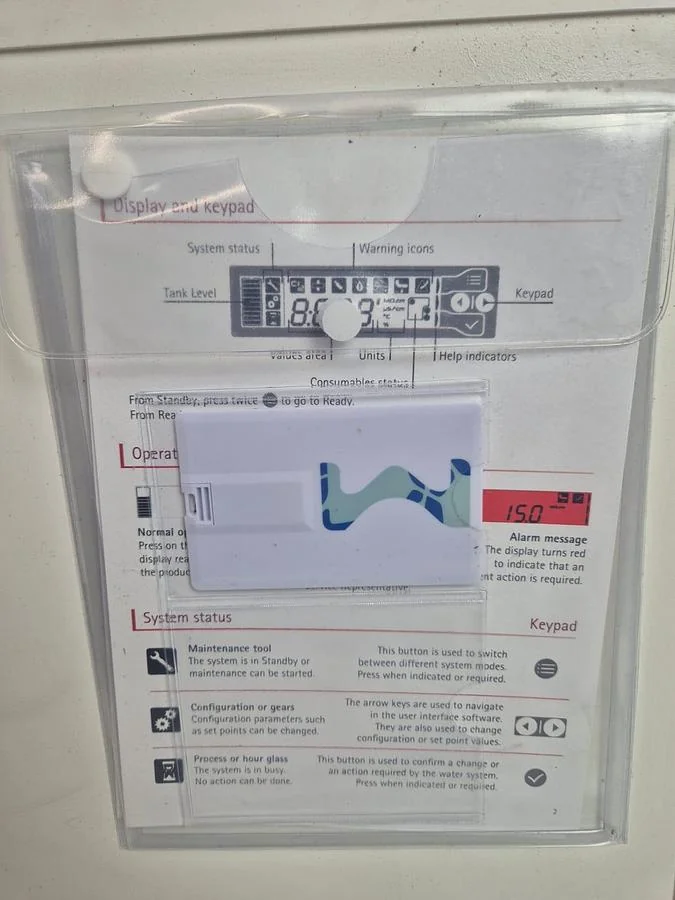 Display and keypad
System status
Warning icons
Tank Level
Keypad
MΩ.cm
µS/cm
°C
%
Values area
Units
Help indicators
Consumables status
From Standby, press twice to go to Ready.
From Rea
Operat
15.0
Normal op
Press on th
display rea
the produc
Alarm message
The display turns red
to indicate that an
nt action is required.
service representative.
System status
Keypad
Maintenance tool
The system is in Standby or
maintenance can be started.
This button is used to switch
between different system modes.
Press when indicated or required.
Configuration or gears
Configuration parameters such
as set points can be changed.
The arrow keys are used to navigate
in the user interface software.
They are also used to change
configuration or set point values.
Process or hour glass
The system is in busy.
No action can be done.
This button is used to confirm a change or
an action required by the water system.
Press when indicated or required.
2